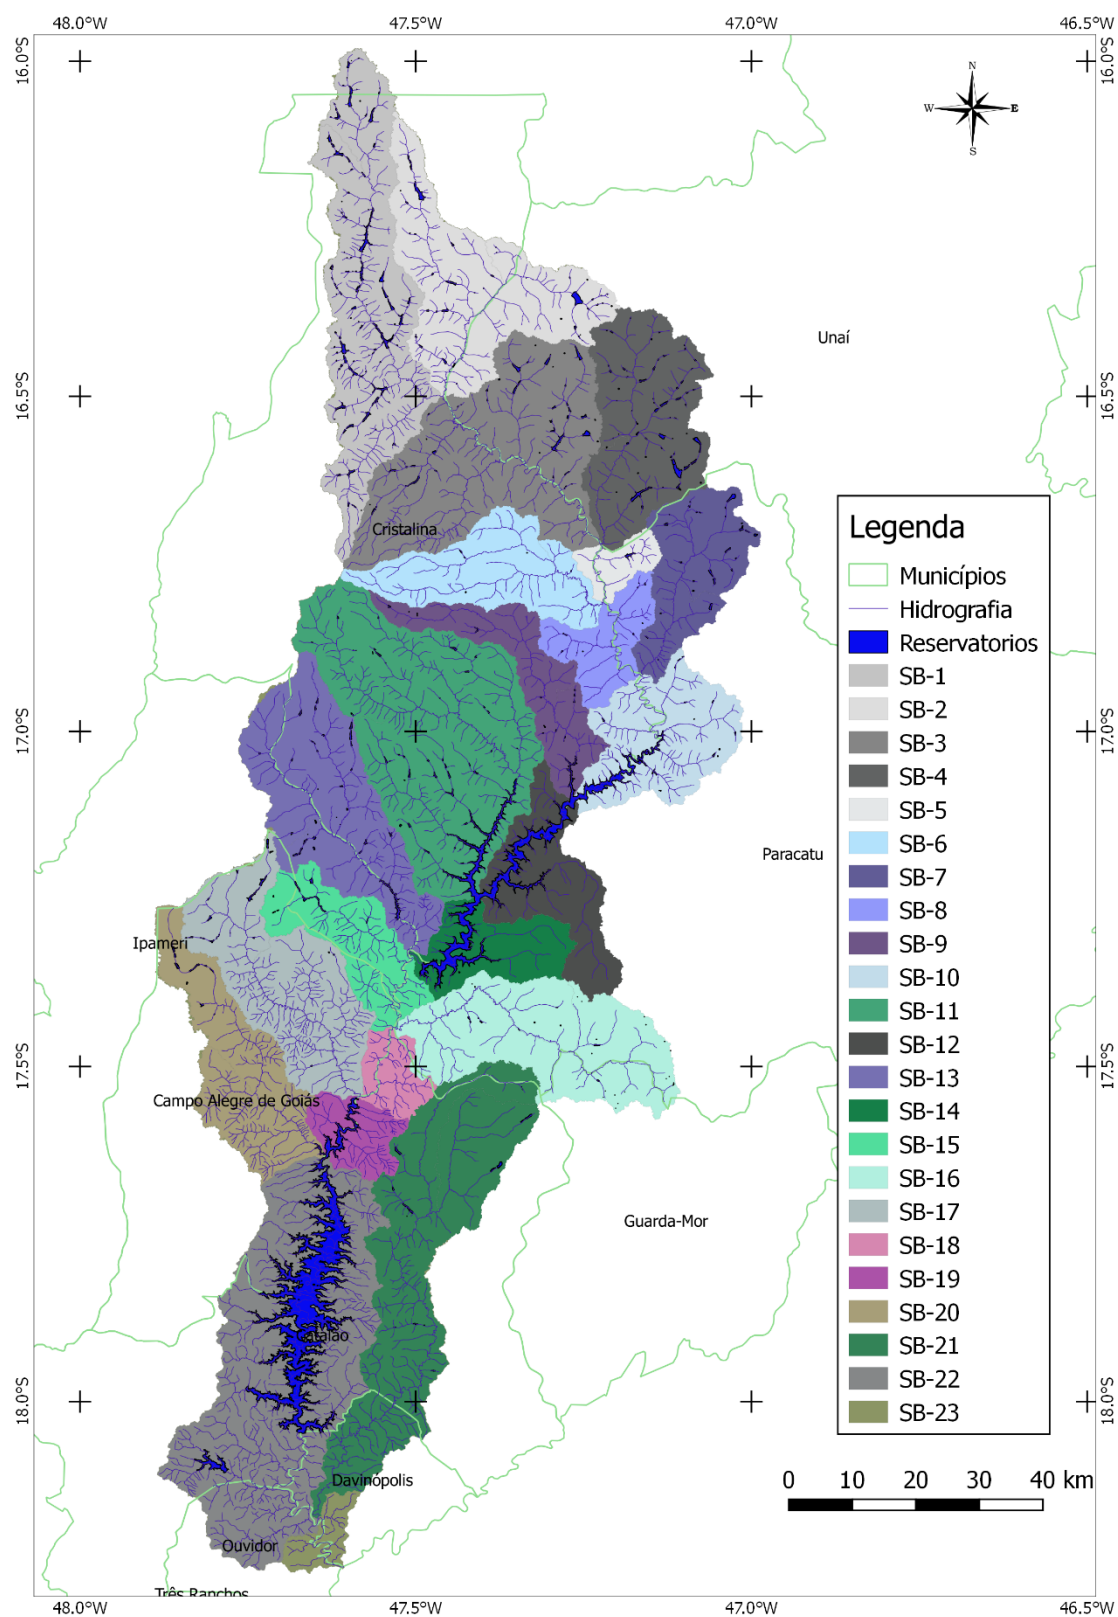 48.0°W 47.5°W 47.0°W 46.5°W
16.0°S 16.0°S
N
W E
S
Unaí
16.5°S 16.5°S
Cristalina
Legenda
Municípios
Hidrografia
Reservatorios
SB-1
SB-2
SB-3
SB-4
SB-5
SB-6
SB-7
SB-8
SB-9
SB-10
SB-11
SB-12
SB-13
SB-14
SB-15
SB-16
SB-17
SB-18
SB-19
SB-20
SB-21
SB-22
SB-23
17.0°S 17.0°S
Paracatu
Ipameri
17.5°S 17.5°S
Campo Alegre de Goiás
Guarda-Mor
Catalão
18.0°S 18.0°S
Davinópolis
0 10 20 30 40 km
Ouvidor
Três Ranchos
48.0°W 47.5°W 47.0°W 46.5°W